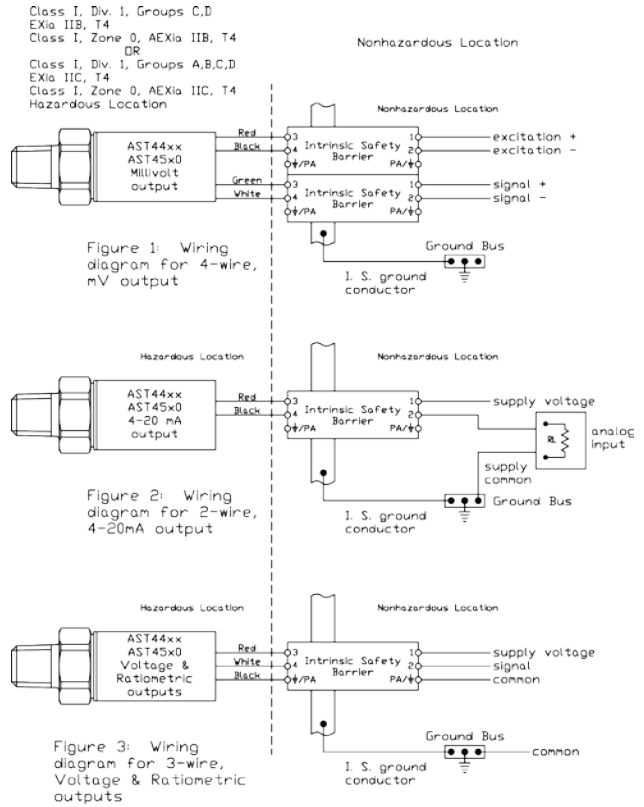 Class I, Div. 1, Groups C,D
EXia IIB, T4
Class I, Zone 0, AEXia IIB, T4
OR
Class I, Div. 1, Groups A,B,C,D
EXia IIC, T4
Class I, Zone 0, AEXia IIC, T4
Hazardous Location
Nonhazardous Location
Nonhazardous Location
AST44xx
AST45x0
Millivolt
output
Red
Black
Green
White
3
4
⏚/PA
Intrinsic Safety
Barrier
1
2
PA/⏚
3
4
⏚/PA
Intrinsic Safety
Barrier
1
2
PA/⏚
excitation +
excitation -
signal +
signal -
Ground Bus
I. S. ground
conductor
Figure 1: Wiring
diagram for 4-wire,
mV output
Hazardous Location
Nonhazardous Location
AST44xx
AST45x0
4-20 mA
output
Red
Black
3
4
⏚/PA
Intrinsic Safety
Barrier
1
2
PA/⏚
supply voltage
RL
analog
input
supply
common
Ground Bus
I. S. ground
conductor
Figure 2: Wiring
diagram for 2-wire,
4-20mA output
Hazardous Location
Nonhazardous Location
AST44xx
AST45x0
Voltage &
Ratiometric
outputs
Red
White
Black
3
4
⏚/PA
Intrinsic Safety
Barrier
1
2
PA/⏚
supply voltage
signal
common
Ground Bus
common
I. S. ground
conductor
Figure 3: Wiring
diagram for 3-wire,
Voltage & Ratiometric
outputs